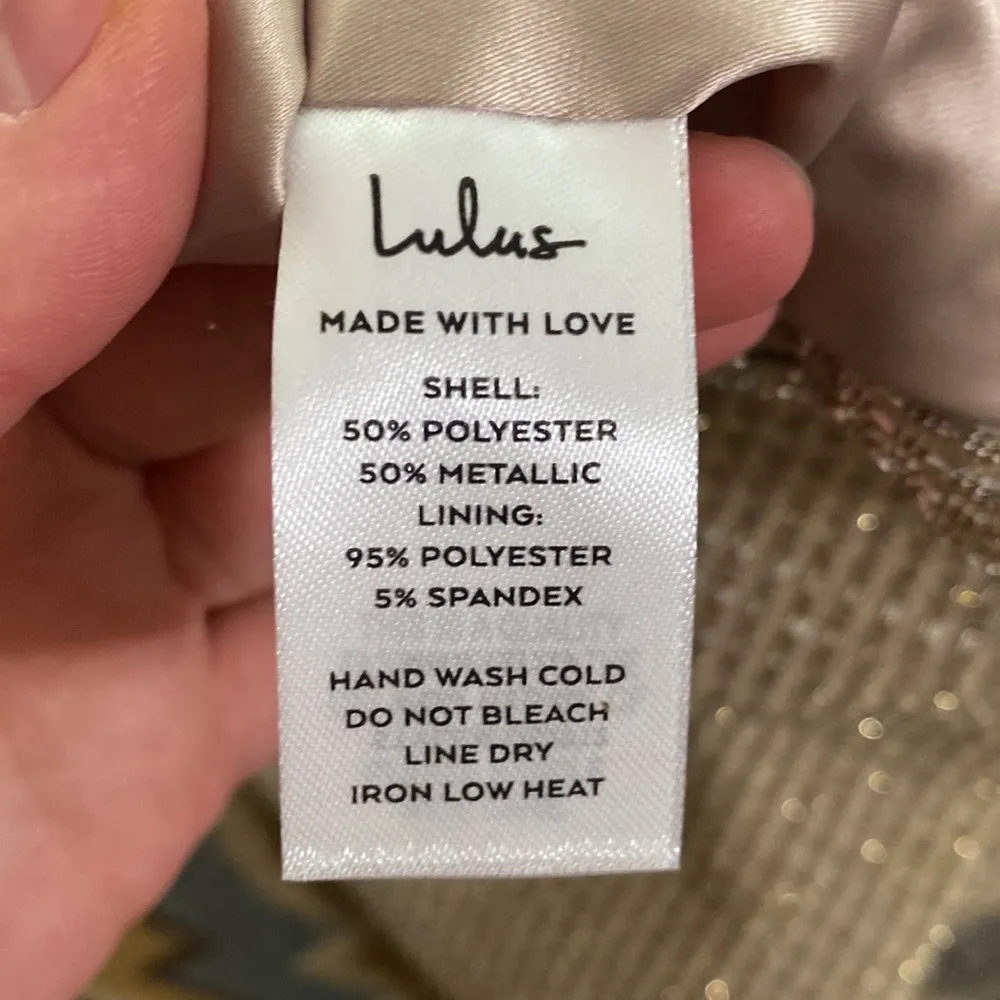 Lulus
MADE WITH LOVE
SHELL:
50% POLYESTER
50% METALLIC
LINING:
95% POLYESTER
5% SPANDEX
HAND WASH COLD
DO NOT BLEACH
LINE DRY
IRON LOW HEAT